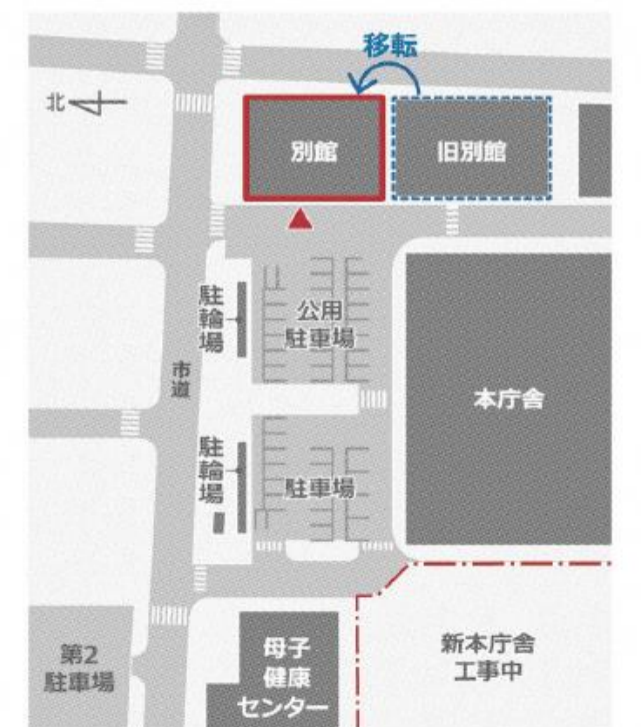 移転
北
別館
旧別館
駐輪場
公用
駐車場
市道
本庁舎
駐輪場
駐車場
第2
駐車場
母子
健康
センター
新本庁舎
工事中